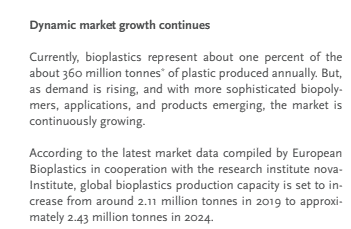 Dynamic market growth continues
Currently, bioplastics represent about one percent of the
about 360 million tonnes* of plastic produced annually. But,
as demand is rising, and with more sophisticated biopoly-
mers, applications, and products emerging, the market is
continuously growing.
According to the latest market data compiled by European
Bioplastics in cooperation with the research institute nova-
Institute, global bioplastics production capacity is set to in-
crease from around 2.11 million tonnes in 2019 to approxi-
mately 2.43 million tonnes in 2024.